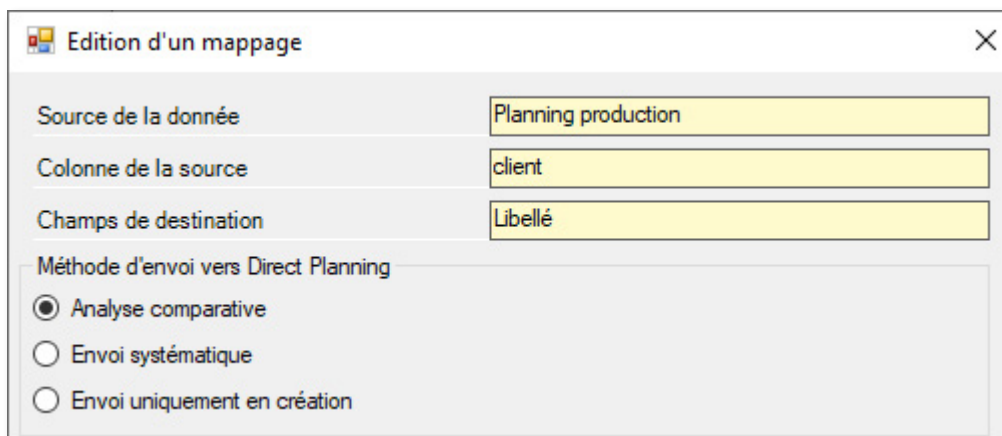 Edition d'un mappage
Source de la donnée Planning production
Colonne de la source client
Champs de destination Libellé
Méthode d'envoi vers Direct Planning
Analyse comparative
Envoi systématique
Envoi uniquement en création